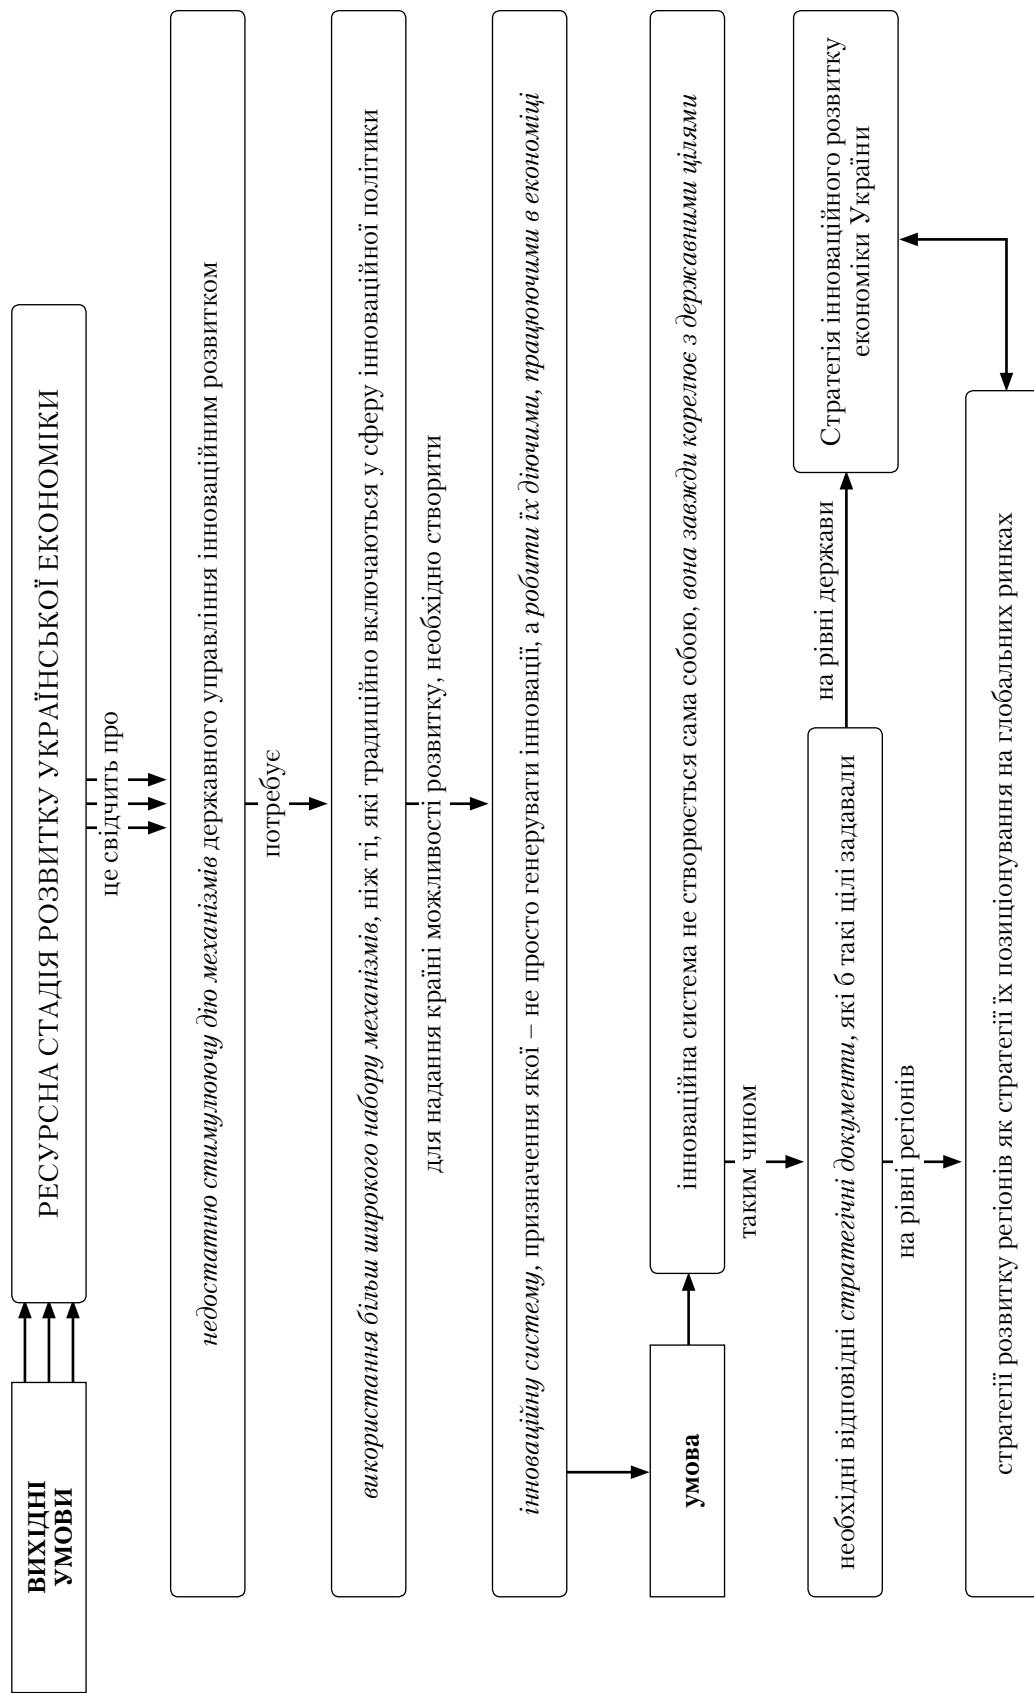 ВИХІДНІ
УМОВИ
РЕСУРСНА СТАДІЯ РОЗВИТКУ УКРАЇНСЬКОЇ ЕКОНОМІКИ
це свідчить про
недостатню стимулюючу дію механізмів державного управління інноваційним розвитком
потребує
використання більш широкого набору механізмів, ніж ті, які традиційно включаються у сферу інноваційної політики
для надання країні можливості розвитку, необхідно створити
інноваційну систему, призначення якої – не просто генерувати інновації, а робити їх діючими, працюючими в економіці
умова
інноваційна система не створюється сама собою, вона завжди корелює з державними цілями
таким чином
необхідні відповідні стратегічні документи, які б такі цілі задавали
на рівні держави
Стратегія інноваційного розвитку
економіки України
на рівні регіонів
стратегії розвитку регіонів як стратегії їх позиціонування на глобальних ринках